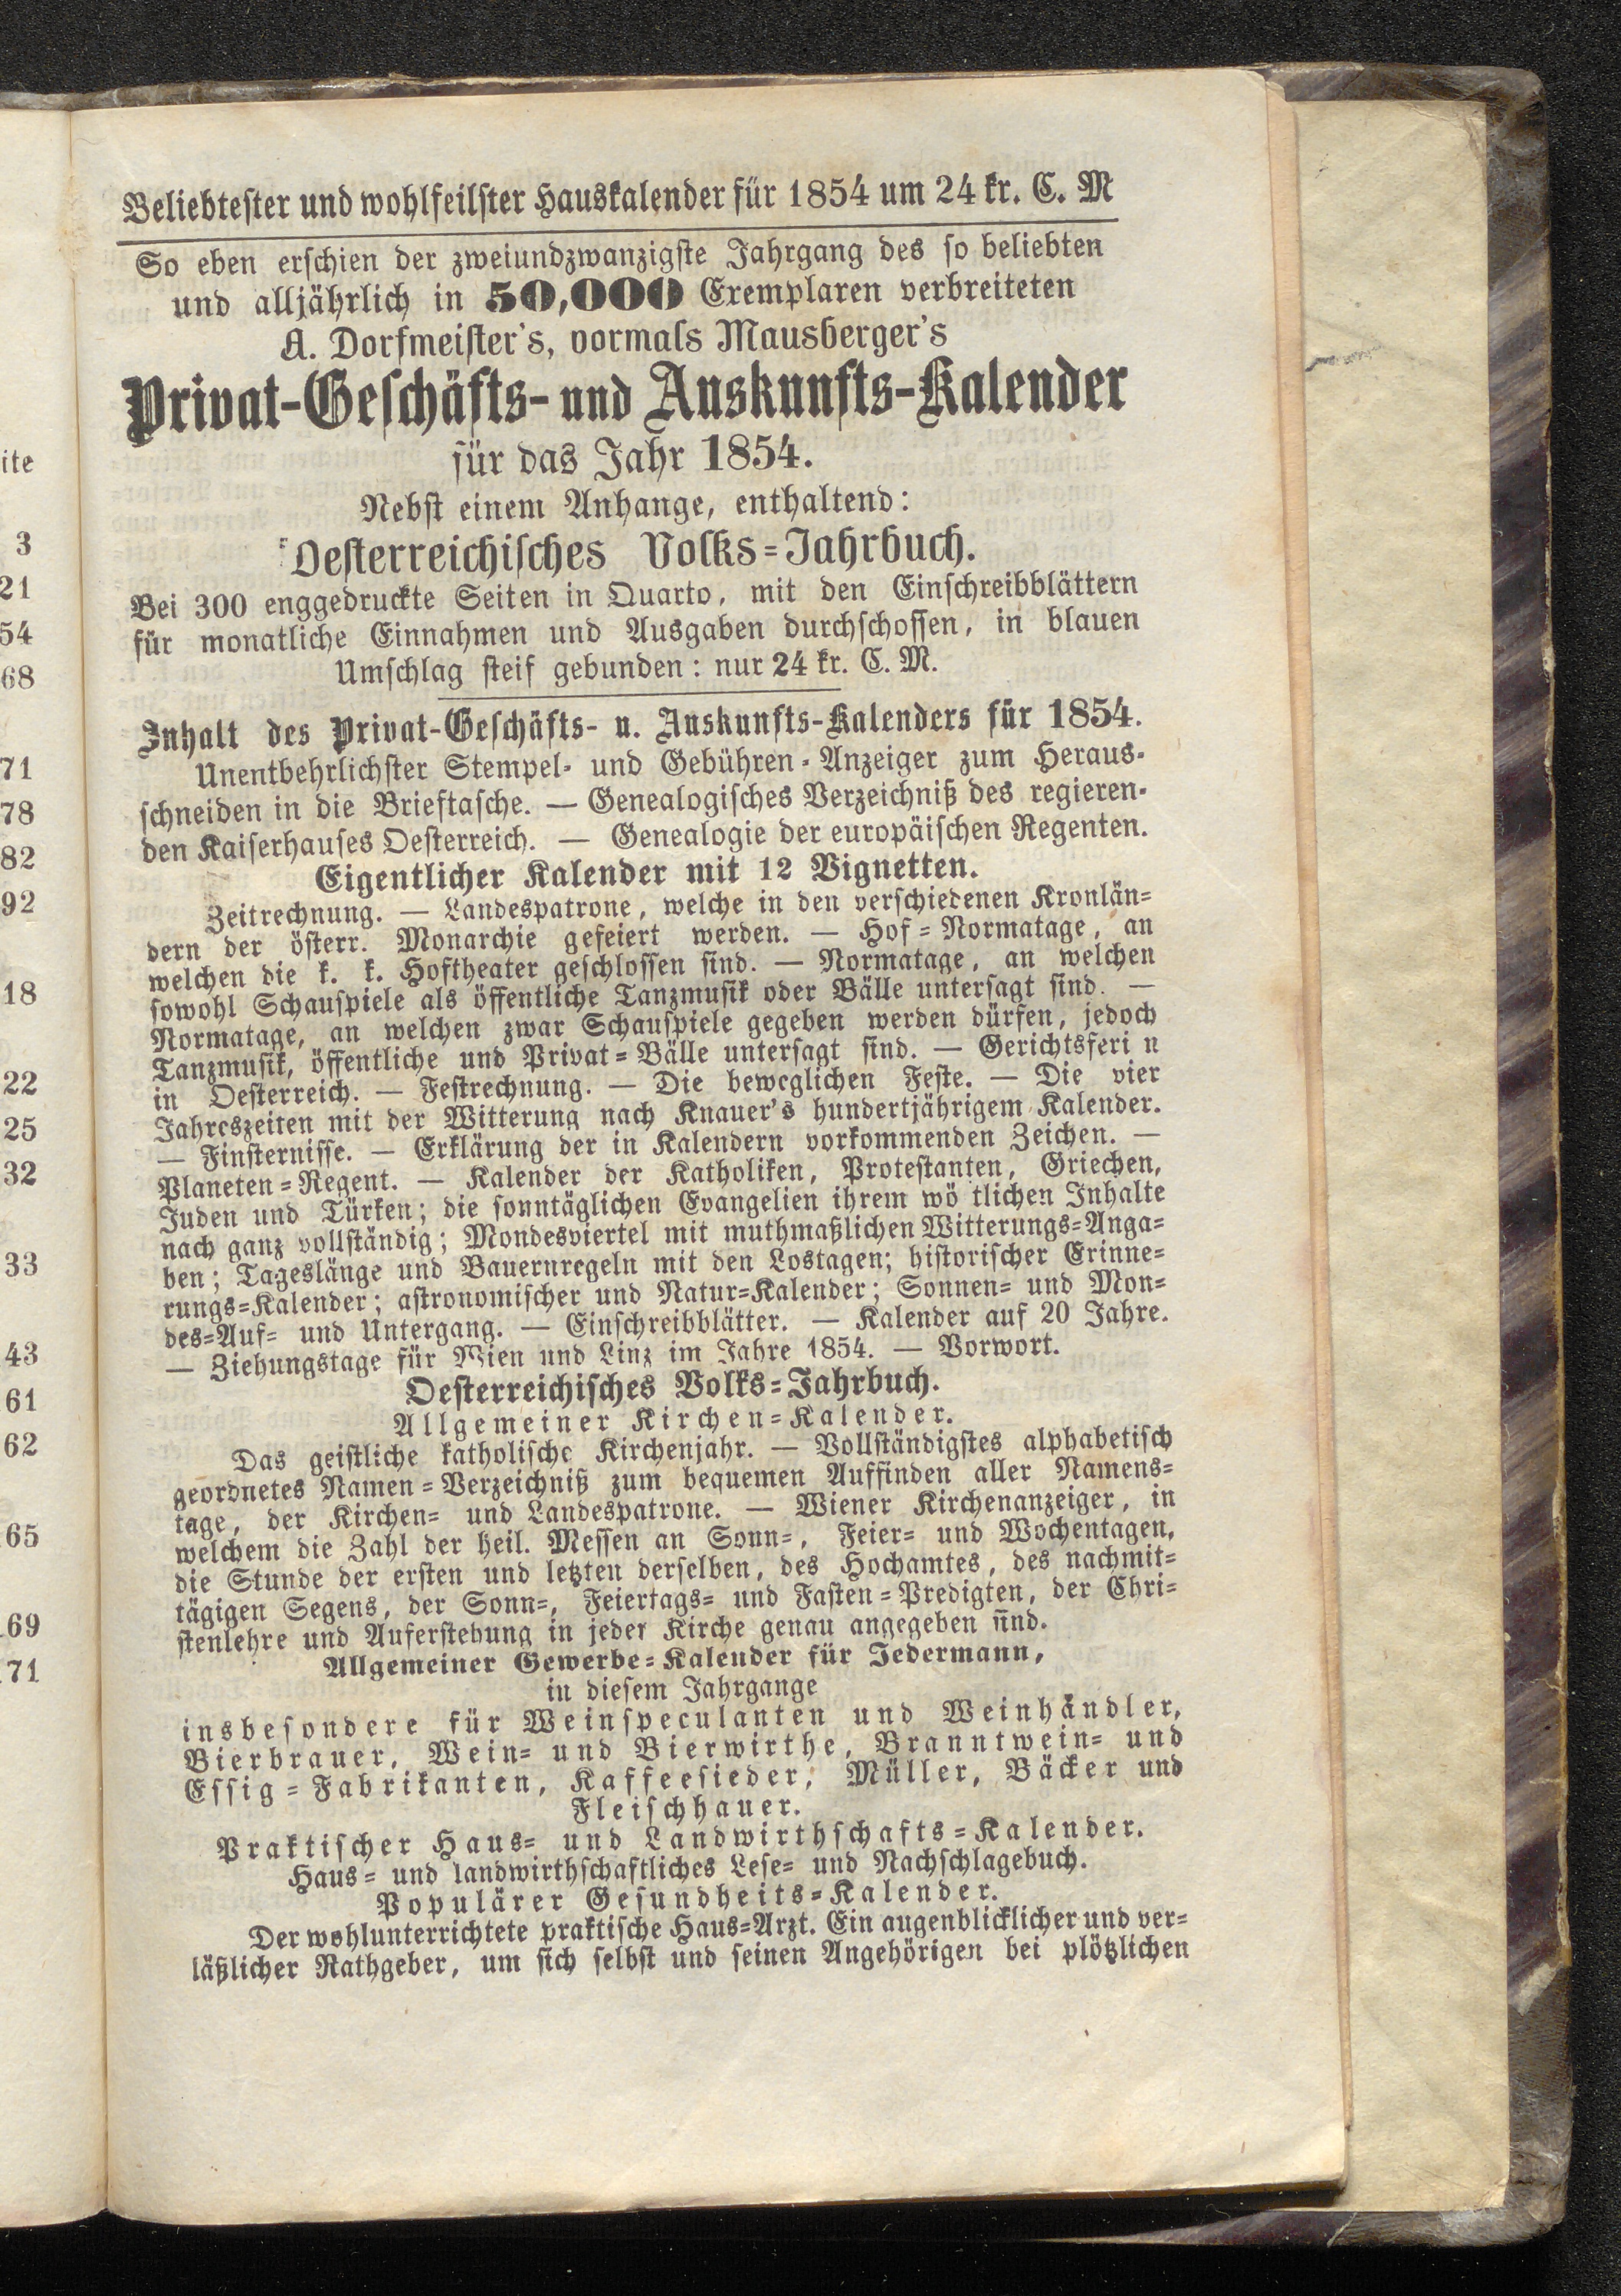 Beliebtester und wohlfeilster Hauskalender für 1854 um 24 kr. C. M
So eben erschien der zweiundzwanzigste Jahrgang des so beliebten
und alljährlich in 50,000 Exemplaren verbreiteten
A. Dorfmeister's, vormals Mausberger's
Privat-Geschäfts- und Auskunfts-Kalender
für das Jahr 1854.
Nebst einem Anhange, enthaltend:
Oesterreichisches Volks-Jahrbuch.
Bei 300 enggedruckte Seiten in Quarto, mit den Einschreibblättern
für monatliche Einnahmen und Ausgaben durchschossen, in blauen
Umschlag steif gebunden: nur 24 kr. C. M.
Inhalt des Privat-Geschäfts- u. Auskunfts-Kalenders für 1854.
Unentbehrlichster Stempel- und Gebühren-Anzeiger zum Heraus-
schneiden in die Brieftasche. — Genealogisches Verzeichniß des regieren-
den Kaiserhauses Oesterreich. — Genealogie der europäischen Regenten.
Eigentlicher Kalender mit 12 Vignetten.
Zeitrechnung. — Landespatrone, welche in den verschiedenen Kronlän-
dern der österr. Monarchie gefeiert werden. — Hof-Normatage, an
welchen die k. k. Hoftheater geschlossen sind. — Normatage, an welchen
sowohl Schauspiele als öffentliche Tanzmusik oder Bälle untersagt sind. —
Normatage, an welchen zwar Schauspiele gegeben werden dürfen, jedoch
Tanzmusik, öffentliche und Privat-Bälle untersagt sind. — Gerichtsferi n
in Oesterreich. — Festrechnung. — Die beweglichen Feste. — Die vier
Jahreszeiten mit der Witterung nach Knauer's hundertjährigem Kalender.
— Finsternisse. — Erklärung der in Kalendern vorkommenden Zeichen. —
Planeten-Regent. — Kalender der Katholiken, Protestanten, Griechen,
Juden und Türken; die sonntäglichen Evangelien ihrem wö tlichen Inhalte
nach ganz vollständig; Mondesviertel mit muthmaßlichen Witterungs-Anga-
ben; Tageslänge und Bauernregeln mit den Lostagen; historischer Erinne-
rungs-Kalender; astronomischer und Natur-Kalender; Sonnen- und Mon-
des-Auf- und Untergang. — Einschreibblätter. — Kalender auf 20 Jahre.
— Ziehungstage für Wien und Linz im Jahre 1854. — Vorwort.
Oesterreichisches Volks-Jahrbuch.
Allgemeiner Kirchen-Kalender.
Das geistliche katholische Kirchenjahr. — Vollständigstes alphabetisch
geordnetes Namen-Verzeichniß zum bequemen Auffinden aller Namens-
tage, der Kirchen- und Landespatrone. — Wiener Kirchenanzeiger, in
welchem die Zahl der heil. Messen an Sonn-, Feier- und Wochentagen,
die Stunde der ersten und letzten derselben, des Hochamtes, des nachmit-
tägigen Segens, der Sonn-, Feiertags- und Fasten-Predigten, der Chri-
stenlehre und Auferstehung in jeder Kirche genau angegeben sind.
Allgemeiner Gewerbe-Kalender für Jedermann,
in diesem Jahrgange
insbesondere für Weinspeculanten und Weinhändler,
Bierbrauer, Wein- und Bierwirthe, Branntwein- und
Essig-Fabrikanten, Kaffeesieder, Müller, Bäcker und
Fleischhauer.
Praktischer Haus- und Landwirthschafts-Kalender.
Haus- und landwirthschaftliches Lese- und Nachschlagebuch.
Populärer Gesundheits-Kalender.
Der wohlunterrichtete praktische Haus-Arzt. Ein augenblicklicher und ver-
läßlicher Rathgeber, um sich selbst und seinen Angehörigen bei plötzlichen